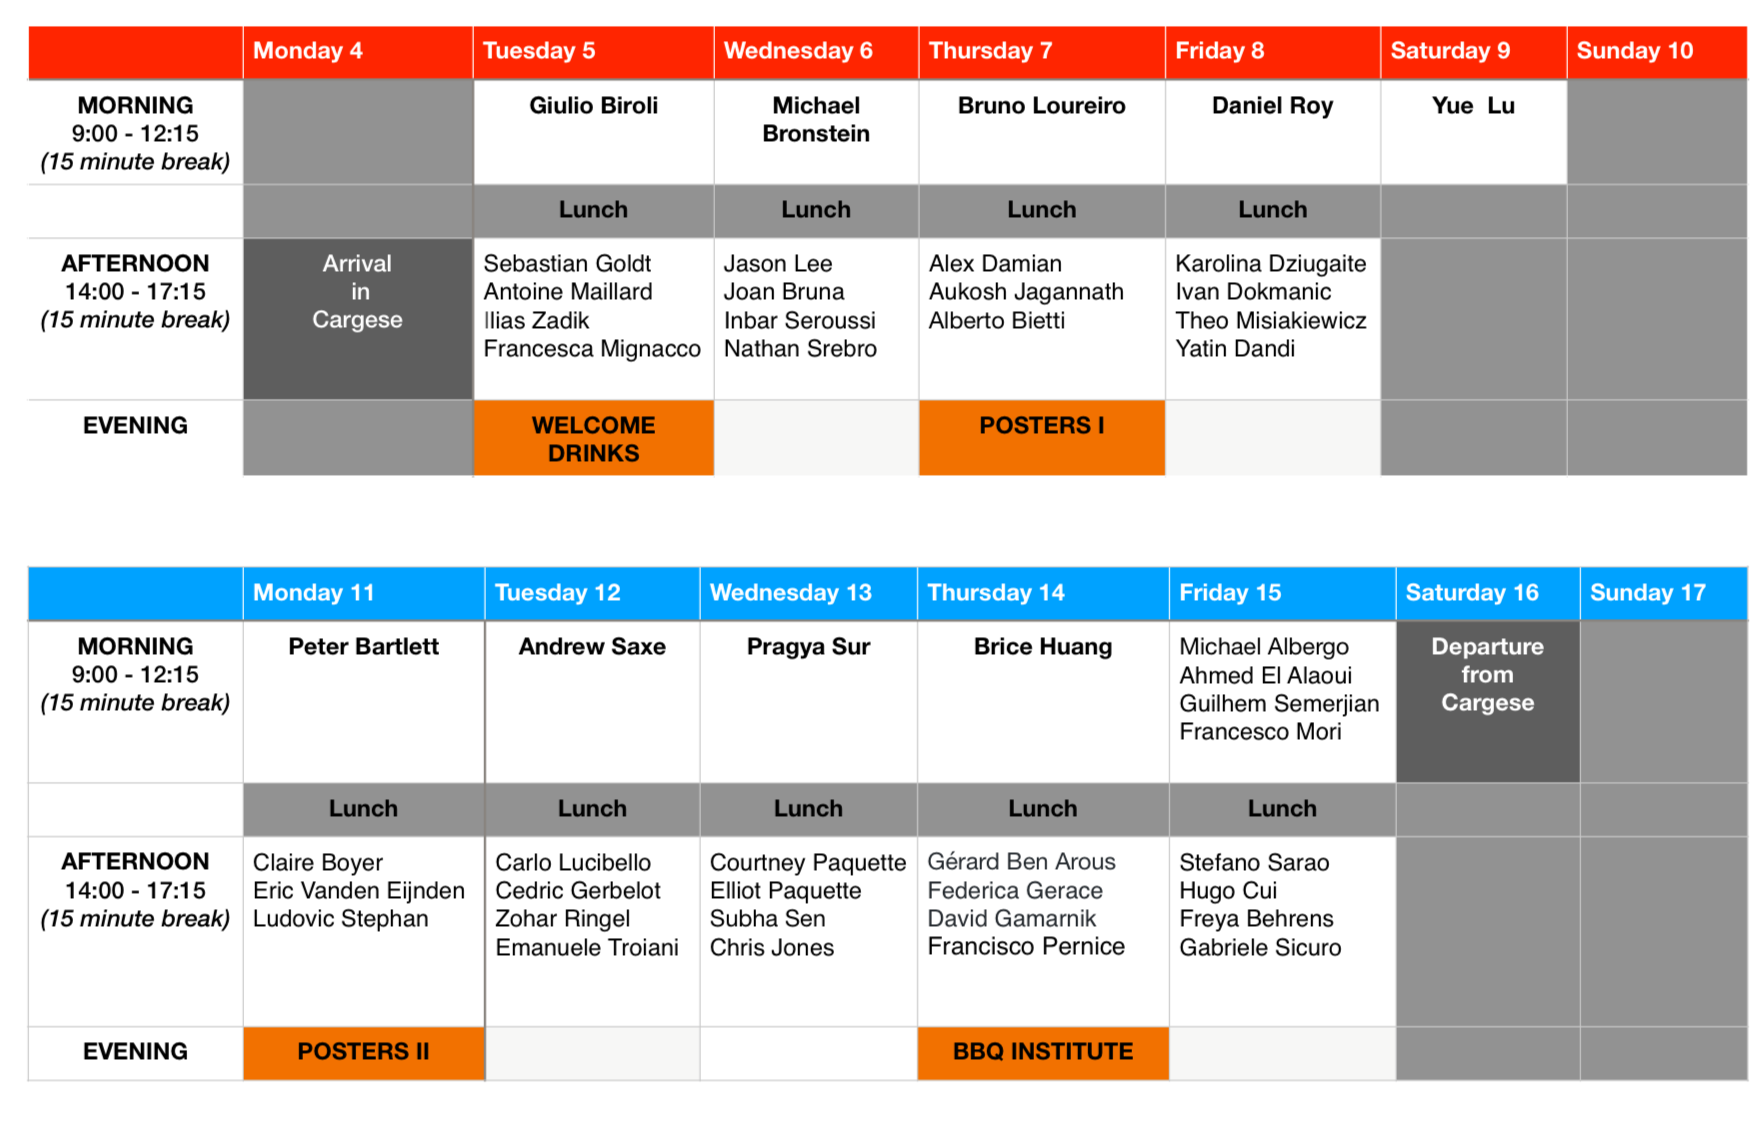 Monday 4 Tuesday 5 Wednesday 6 Thursday 7 Friday 8 Saturday 9 Sunday 10
MORNING Giulio Biroli Michael Bruno Loureiro Daniel Roy Yue Lu
9:00 - 12:15 Bronstein
(15 minute break)
Lunch Lunch Lunch Lunch
AFTERNOON Arrival Sebastian Goldt Jason Lee Alex Damian Karolina Dziugaite
14:00 - 17:15 in Antoine Maillard Joan Bruna Aukosh Jagannath Ivan Dokmanic
(15 minute break) Cargese Ilias Zadik Inbar Seroussi Alberto Bietti Theo Misiakiewicz
Francesca Mignacco Nathan Srebro Yatin Dandi
EVENING WELCOME POSTERS I
DRINKS
Monday 11 Tuesday 12 Wednesday 13 Thursday 14 Friday 15 Saturday 16 Sunday 17
MORNING Peter Bartlett Andrew Saxe Pragya Sur Brice Huang Michael Albergo Departure
9:00 - 12:15 Ahmed El Alaoui from
(15 minute break) Guilhem Semerjian Cargese
Francesco Mori
Lunch Lunch Lunch Lunch Lunch
AFTERNOON Claire Boyer Carlo Lucibello Courtney Paquette Gérard Ben Arous Stefano Sarao
14:00 - 17:15 Eric Vanden Eijnden Cedric Gerbelot Elliot Paquette Federica Gerace Hugo Cui
(15 minute break) Ludovic Stephan Zohar Ringel Subha Sen David Gamarnik Freya Behrens
Emanuele Troiani Chris Jones Francisco Pernice Gabriele Sicuro
EVENING POSTERS II BBQ INSTITUTE